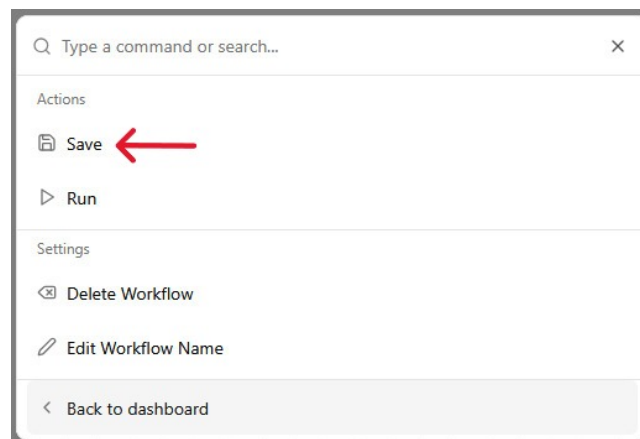 Type a command or search...
Actions
Save
Run
Settings
Delete Workflow
Edit Workflow Name
Back to dashboard